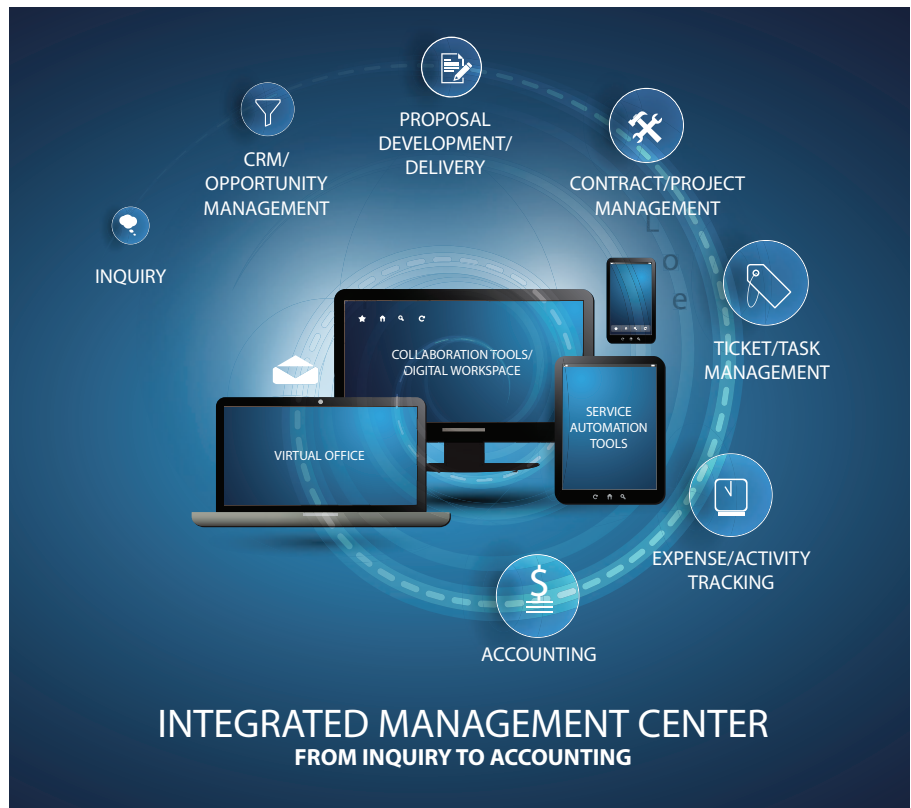 PROPOSAL
DEVELOPMENT/
DELIVERY
CRM/
OPPORTUNITY
MANAGEMENT
CONTRACT/PROJECT
MANAGEMENT
INQUIRY
L
o
e
TICKET/TASK
MANAGEMENT
COLLABORATION TOOLS/
DIGITAL WORKSPACE
SERVICE
AUTOMATION
TOOLS
VIRTUAL OFFICE
EXPENSE/ACTIVITY
TRACKING
$
ACCOUNTING
INTEGRATED MANAGEMENT CENTER
FROM INQUIRY TO ACCOUNTING